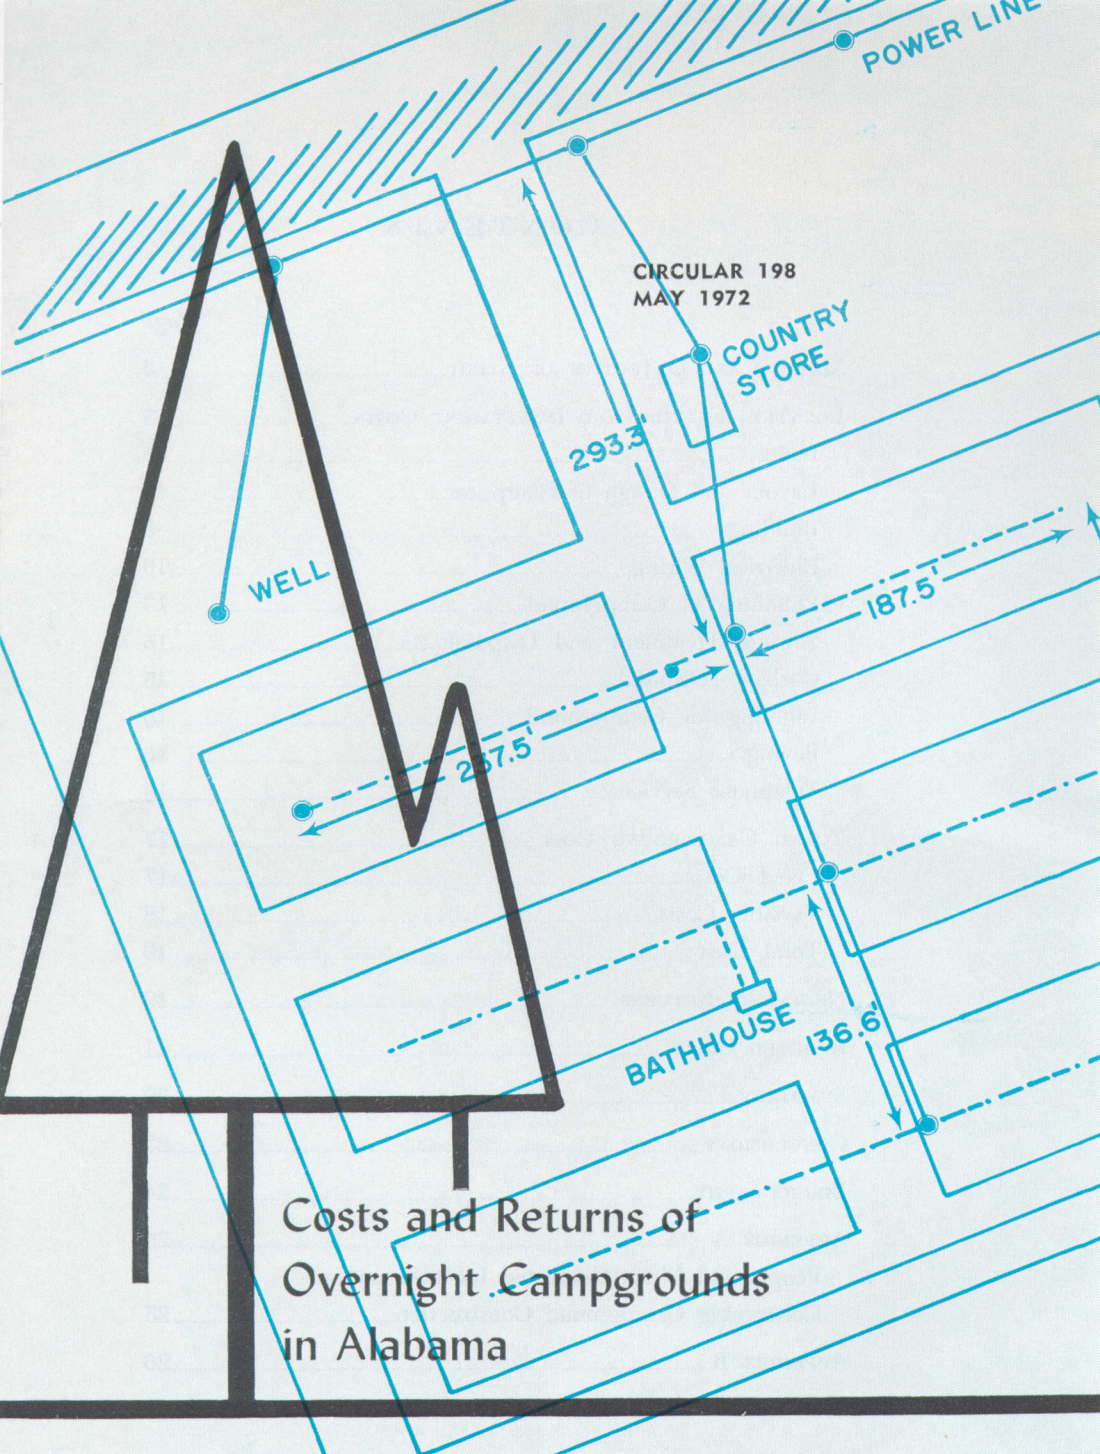 POWER LINE
CIRCULAR 198
MAY 1972
COUNTRY
STORE
293.3'
WELL
187.5'
267.5'
BATHHOUSE
136.6'
Costs and Returns of
Overnight Campgrounds
in Alabama